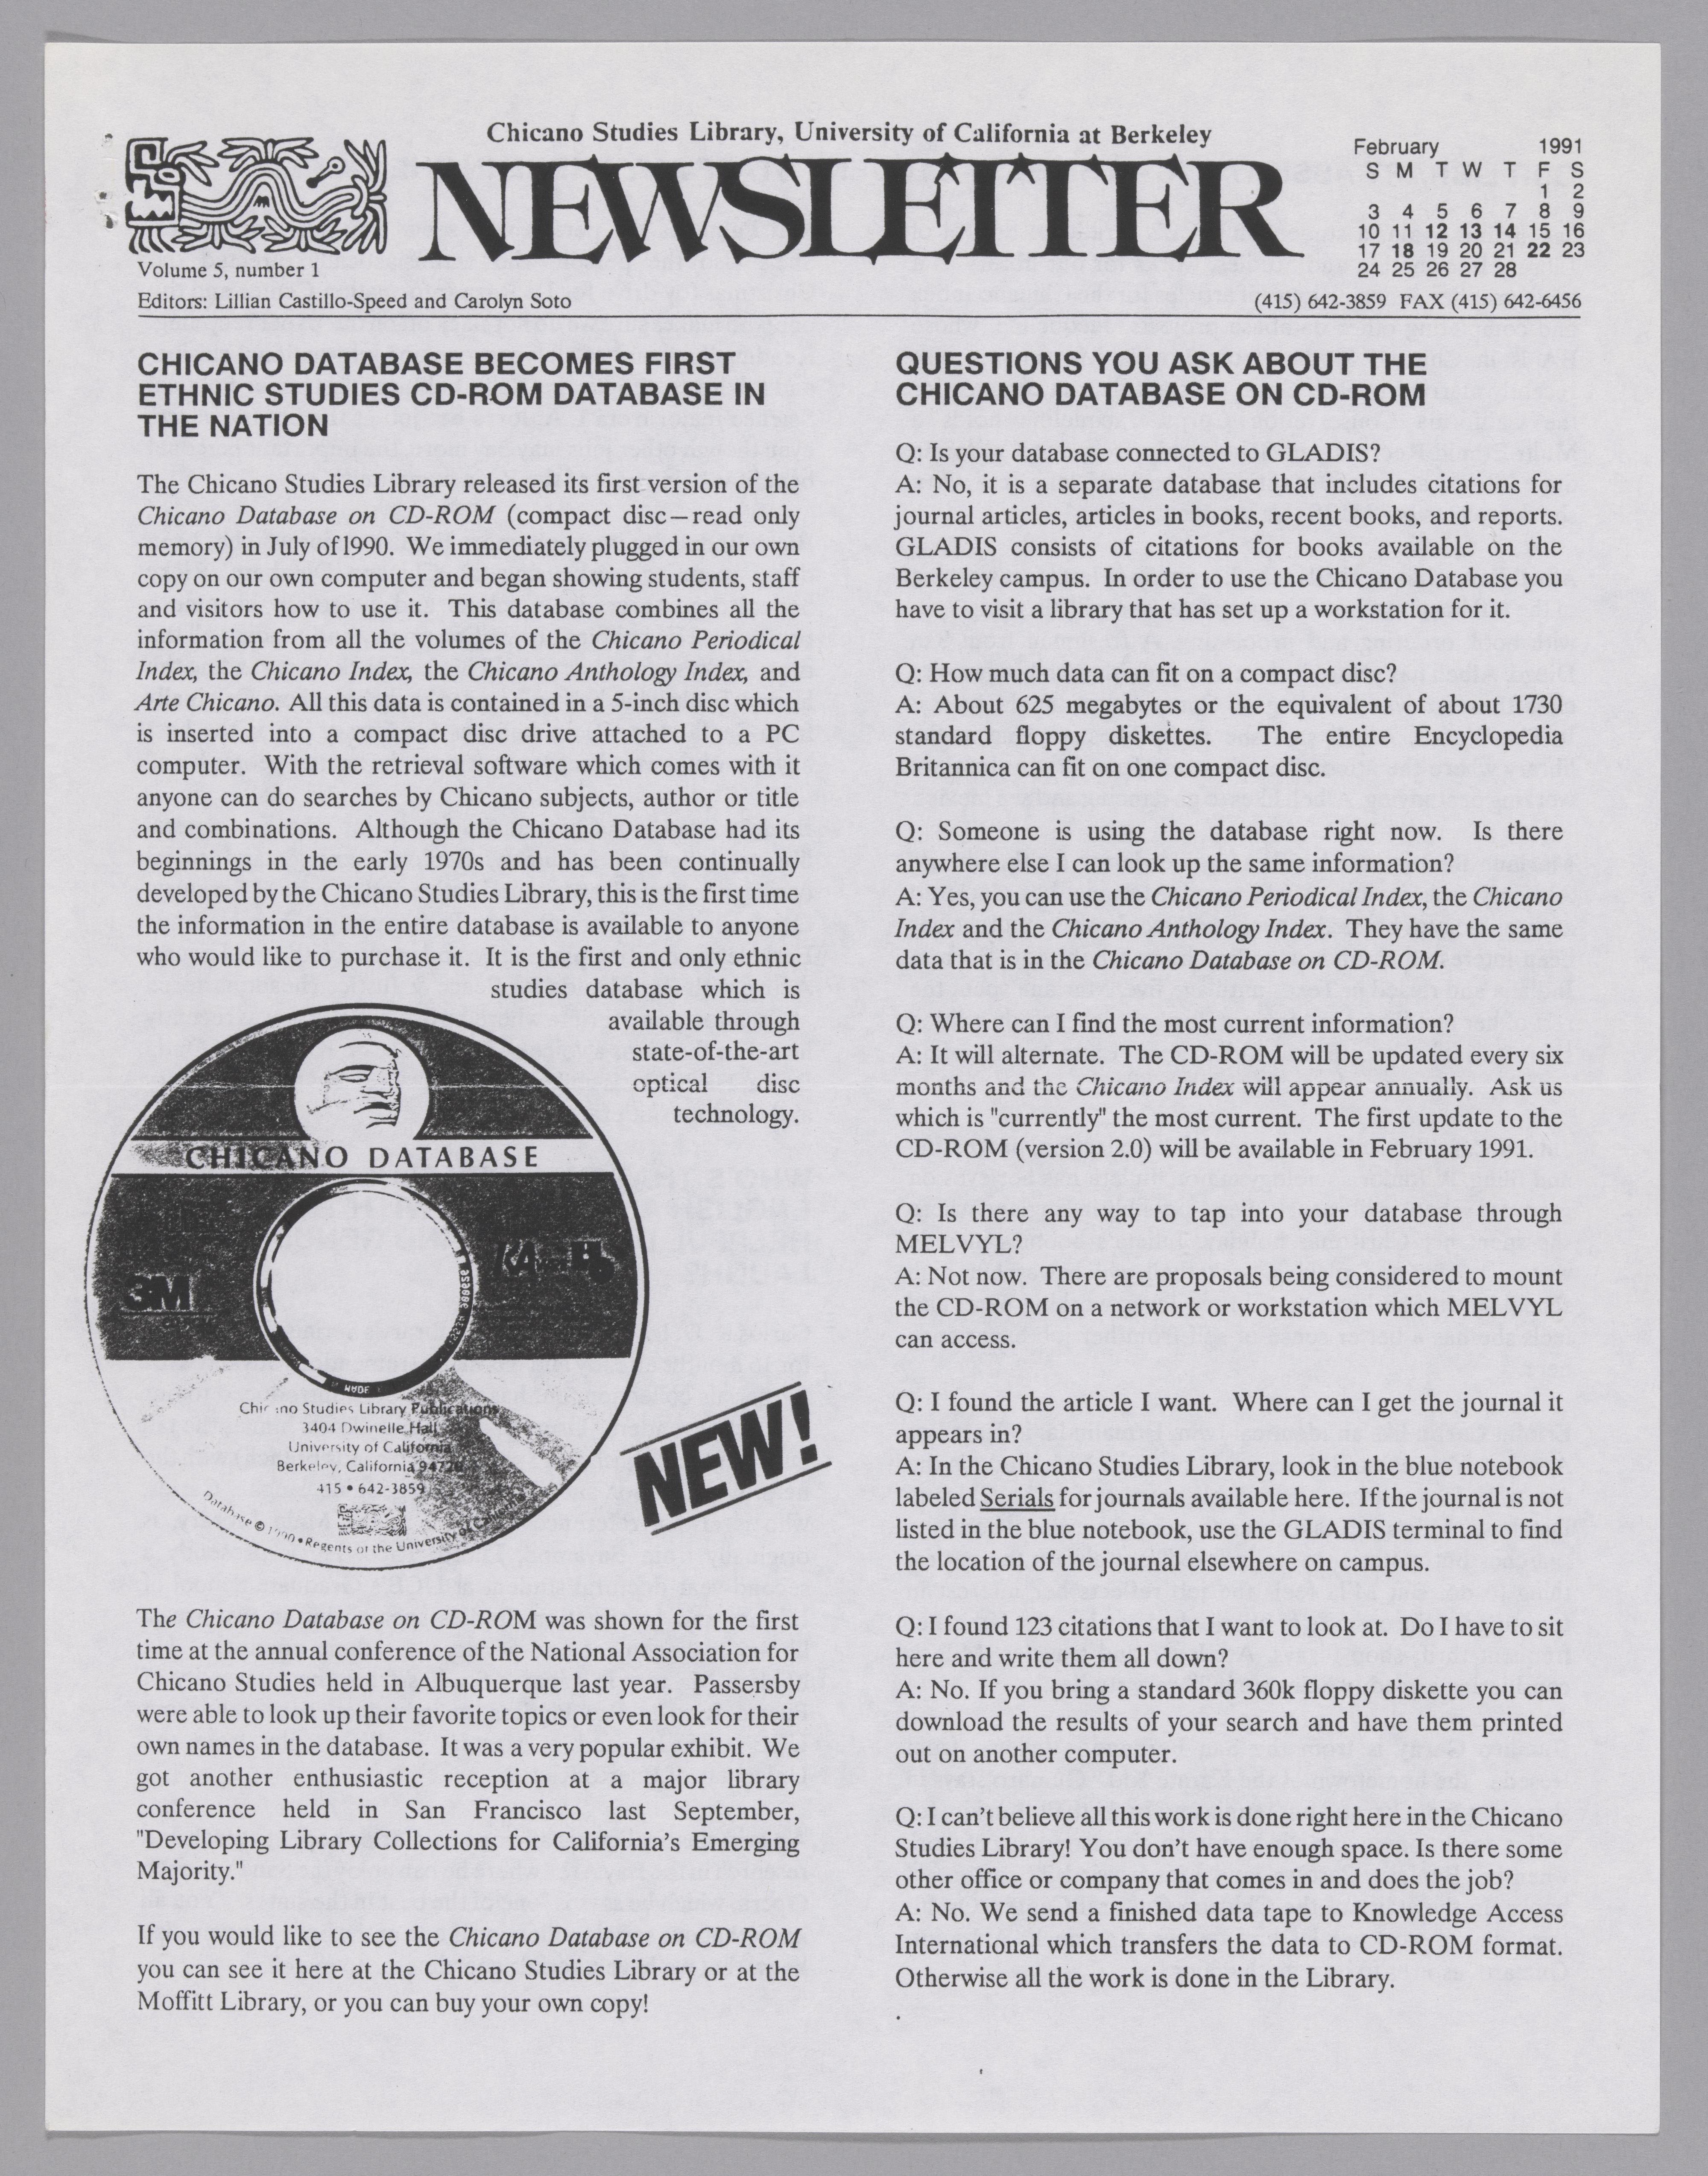 Chicano Studies Library, University of California at Berkeley
NEWSLETTER
Volume 5, number 1
Editors: Lillian Castillo-Speed and Carolyn Soto
February 1991
S M T W T F S
1 2
3 4 5 6 7 8 9
10 11 12 13 14 15 16
17 18 19 20 21 22 23
24 25 26 27 28
(415) 642-3859 FAX (415) 642-6456
CHICANO DATABASE BECOMES FIRST
ETHNIC STUDIES CD-ROM DATABASE IN
THE NATION
The Chicano Studies Library released its first version of the
Chicano Database on CD-ROM (compact disc—read only
memory) in July of 1990. We immediately plugged in our own
copy on our own computer and began showing students, staff
and visitors how to use it. This database combines all the
information from all the volumes of the Chicano Periodical
Index, the Chicano Index, the Chicano Anthology Index, and
Arte Chicano. All this data is contained in a 5-inch disc which
is inserted into a compact disc drive attached to a PC
computer. With the retrieval software which comes with it
anyone can do searches by Chicano subjects, author or title
and combinations. Although the Chicano Database had its
beginnings in the early 1970s and has been continually
developed by the Chicano Studies Library, this is the first time
the information in the entire database is available to anyone
who would like to purchase it. It is the first and only ethnic
studies database which is
available through
state-of-the-art
optical disc
technology.
CHICANO DATABASE
3M
MADE
Studies Library Publications
3404 Dwinelle Hall
University of California
Berkeley, California 94720
415 • 642-3859
Database © 1990 • Regents of the University of California
NEW!
The Chicano Database on CD-ROM was shown for the first
time at the annual conference of the National Association for
Chicano Studies held in Albuquerque last year. Passersby
were able to look up their favorite topics or even look for their
own names in the database. It was a very popular exhibit. We
got another enthusiastic reception at a major library
conference held in San Francisco last September,
"Developing Library Collections for California's Emerging
Majority."
If you would like to see the Chicano Database on CD-ROM
you can see it here at the Chicano Studies Library or at the
Moffitt Library, or you can buy your own copy!
QUESTIONS YOU ASK ABOUT THE
CHICANO DATABASE ON CD-ROM
Q: Is your database connected to GLADIS?
A: No, it is a separate database that includes citations for
journal articles, articles in books, recent books, and reports.
GLADIS consists of citations for books available on the
Berkeley campus. In order to use the Chicano Database you
have to visit a library that has set up a workstation for it.
Q: How much data can fit on a compact disc?
A: About 625 megabytes or the equivalent of about 1730
standard floppy diskettes. The entire Encyclopedia
Britannica can fit on one compact disc.
Q: Someone is using the database right now. Is there
anywhere else I can look up the same information?
A: Yes, you can use the Chicano Periodical Index, the Chicano
Index and the Chicano Anthology Index. They have the same
data that is in the Chicano Database on CD-ROM.
Q: Where can I find the most current information?
A: It will alternate. The CD-ROM will be updated every six
months and the Chicano Index will appear annually. Ask us
which is "currently" the most current. The first update to the
CD-ROM (version 2.0) will be available in February 1991.
Q: Is there any way to tap into your database through
MELVYL?
A: Not now. There are proposals being considered to mount
the CD-ROM on a network or workstation which MELVYL
can access.
Q: I found the article I want. Where can I get the journal it
appears in?
A: In the Chicano Studies Library, look in the blue notebook
labeled Serials for journals available here. If the journal is not
listed in the blue notebook, use the GLADIS terminal to find
the location of the journal elsewhere on campus.
Q: I found 123 citations that I want to look at. Do I have to sit
here and write them all down?
A: No. If you bring a standard 360k floppy diskette you can
download the results of your search and have them printed
out on another computer.
Q: I can't believe all this work is done right here in the Chicano
Studies Library! You don't have enough space. Is there some
other office or company that comes in and does the job?
A: No. We send a finished data tape to Knowledge Access
International which transfers the data to CD-ROM format.
Otherwise all the work is done in the Library.